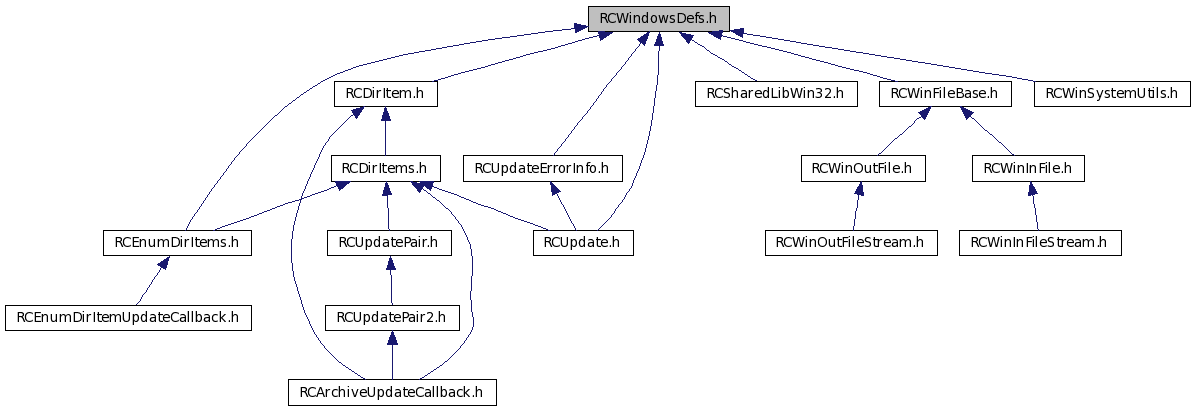 RCWindowsDefs.h
RCDirItem.h
RCSharedLibWin32.h
RCWinFileBase.h
RCWinSystemUtils.h
RCDirItems.h
RCUpdateErrorInfo.h
RCWinOutFile.h
RCWinInFile.h
RCEnumDirItems.h
RCUpdatePair.h
RCUpdate.h
RCWinOutFileStream.h
RCWinInFileStream.h
RCEnumDirItemUpdateCallback.h
RCUpdatePair2.h
RCArchiveUpdateCallback.h